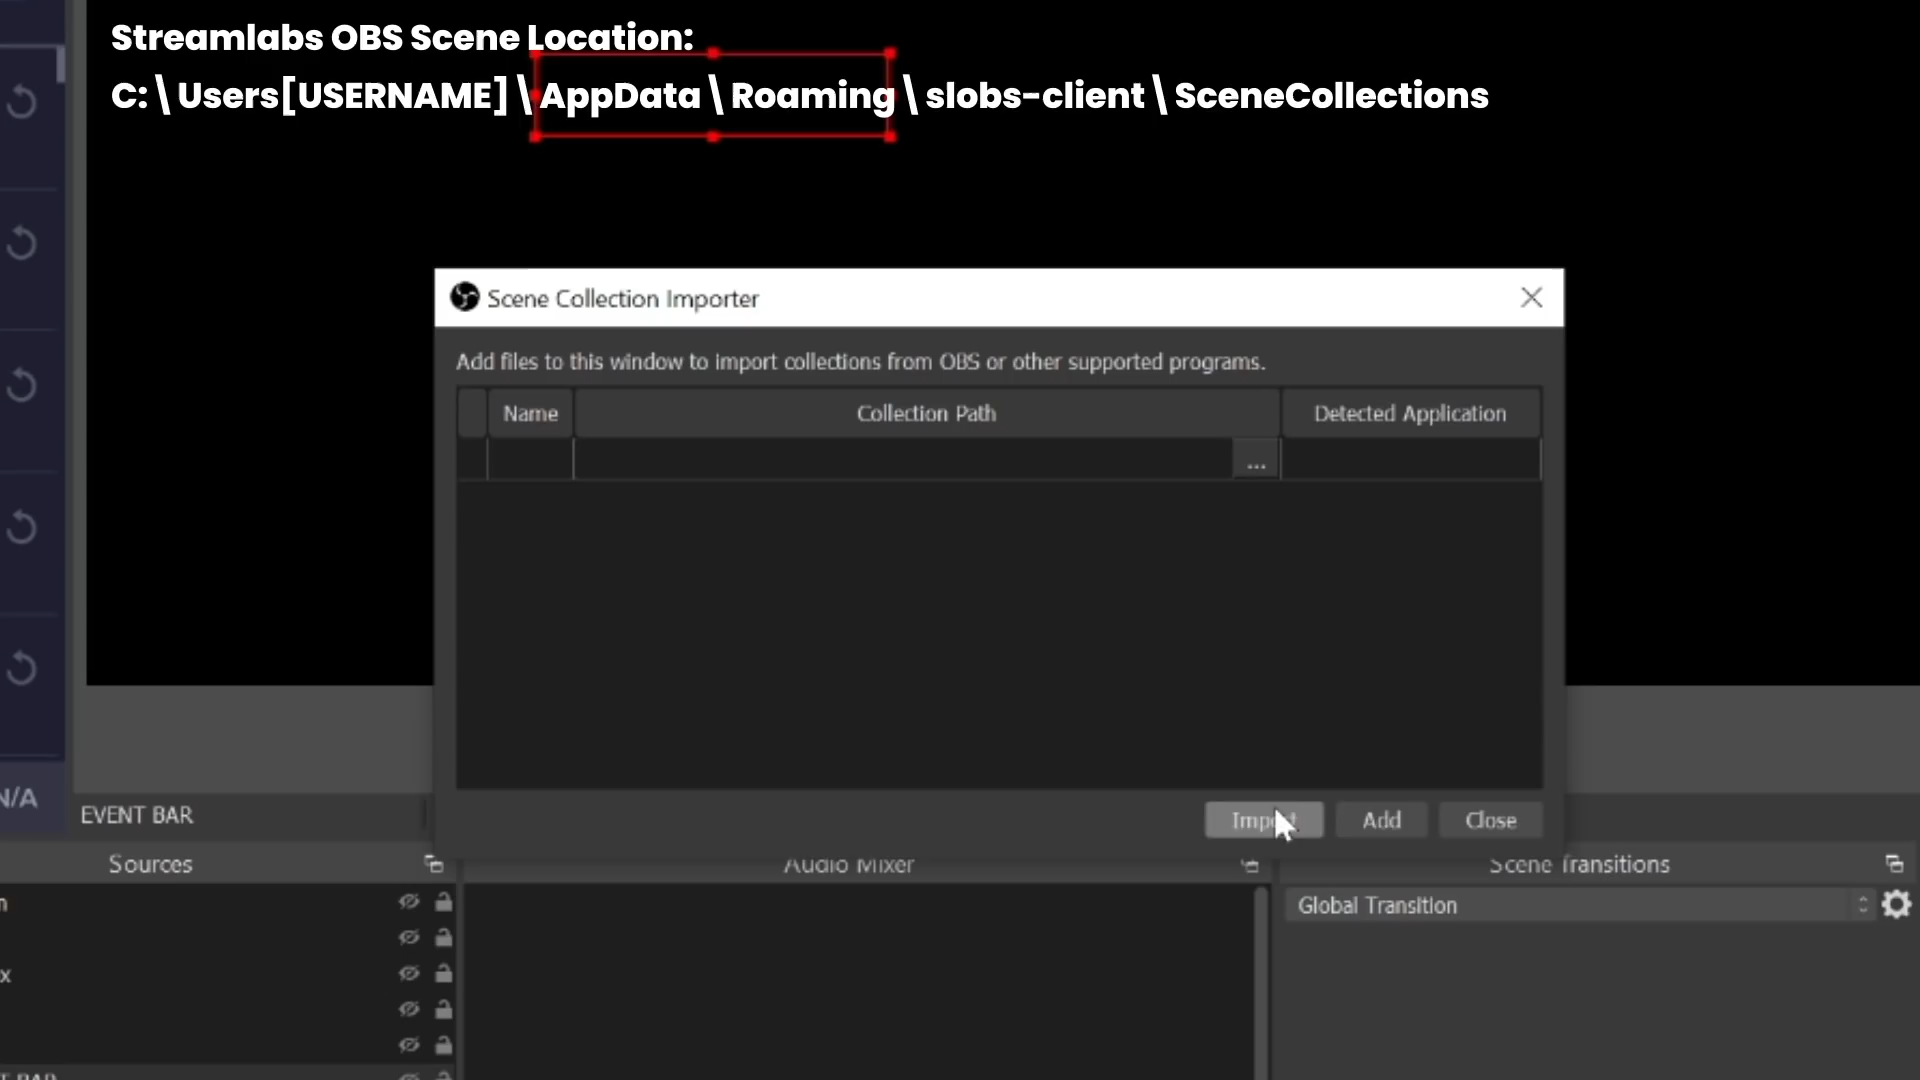 Streamlabs OBS Scene Location:
C:\Users[USERNAME]\AppData\Roaming\slobs-client\SceneCollections
Scene Collection Importer
Add files to this window to import collections from OBS or other supported programs.
Name Collection Path Detected Application
...
Import Add Close
N/A
EVENT BAR
Sources Audio Mixer Scene Transitions
n
Global Transition
x